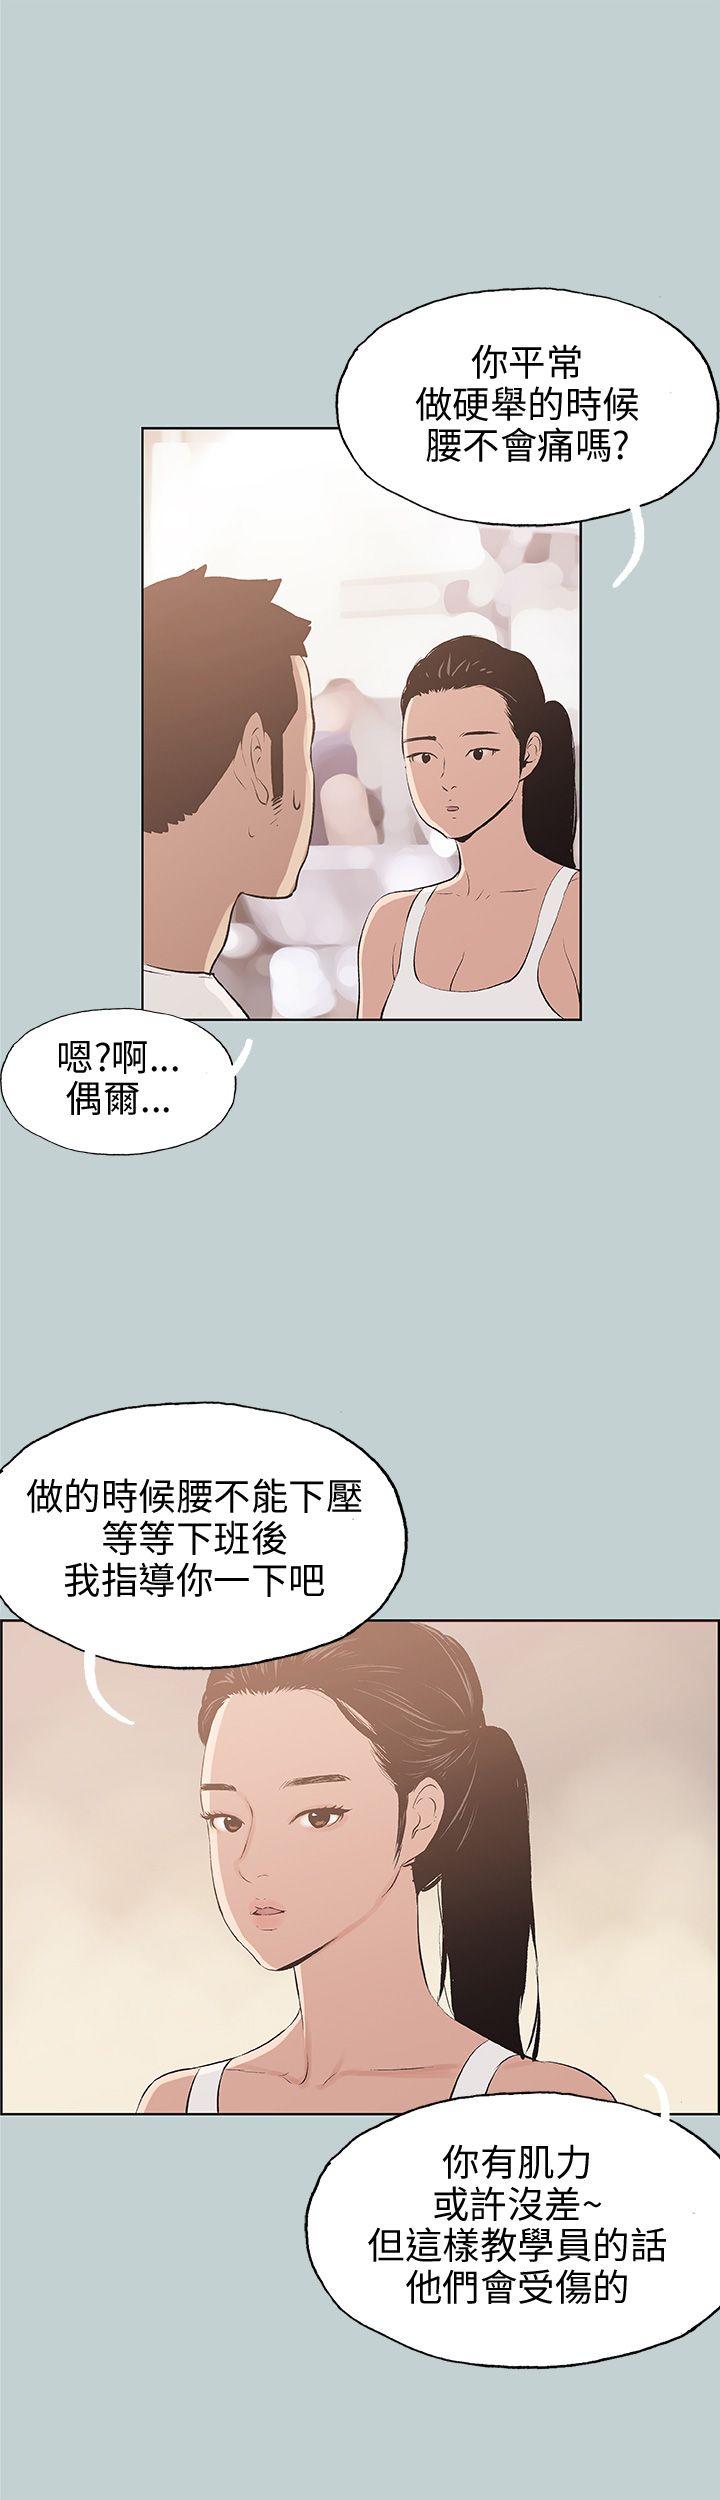 你平常
做硬舉的時候
腰不會痛嗎?
嗯?啊...
偶爾...
做的時候腰不能下壓
等等下班後
我指導你一下吧
你有肌力
或許沒差~
但這樣教學員的話
他們會受傷的